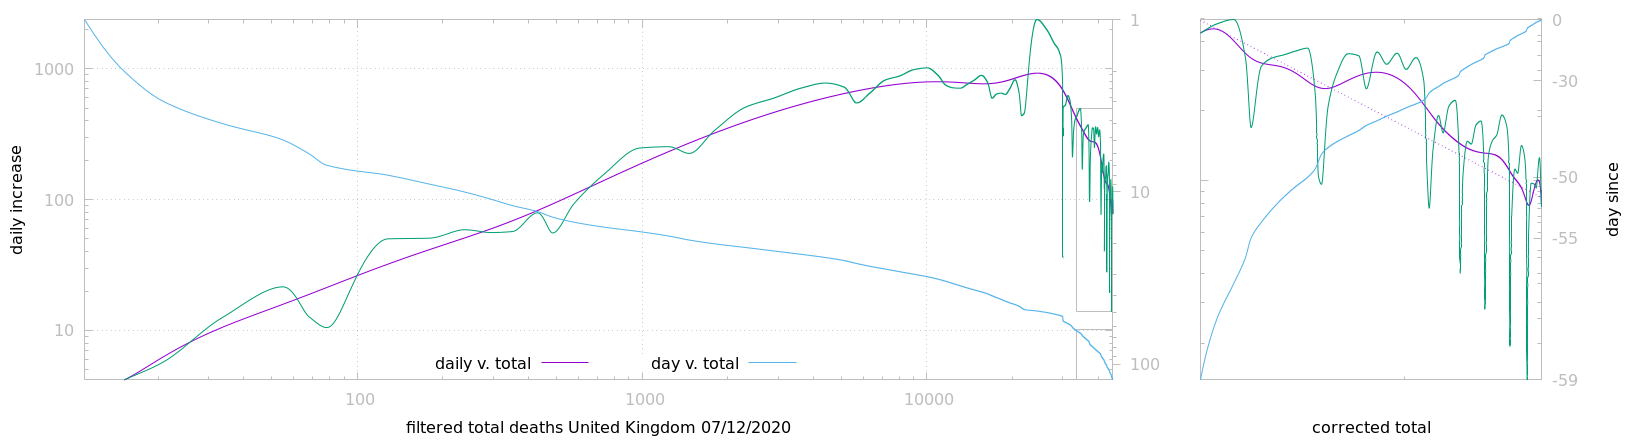 1000
100
10
daily increase
100
1000
10000
filtered total deaths United Kingdom 07/12/2020
daily v. total
day v. total
1
10
100
0
-30
-50
-55
-59
day since
corrected total